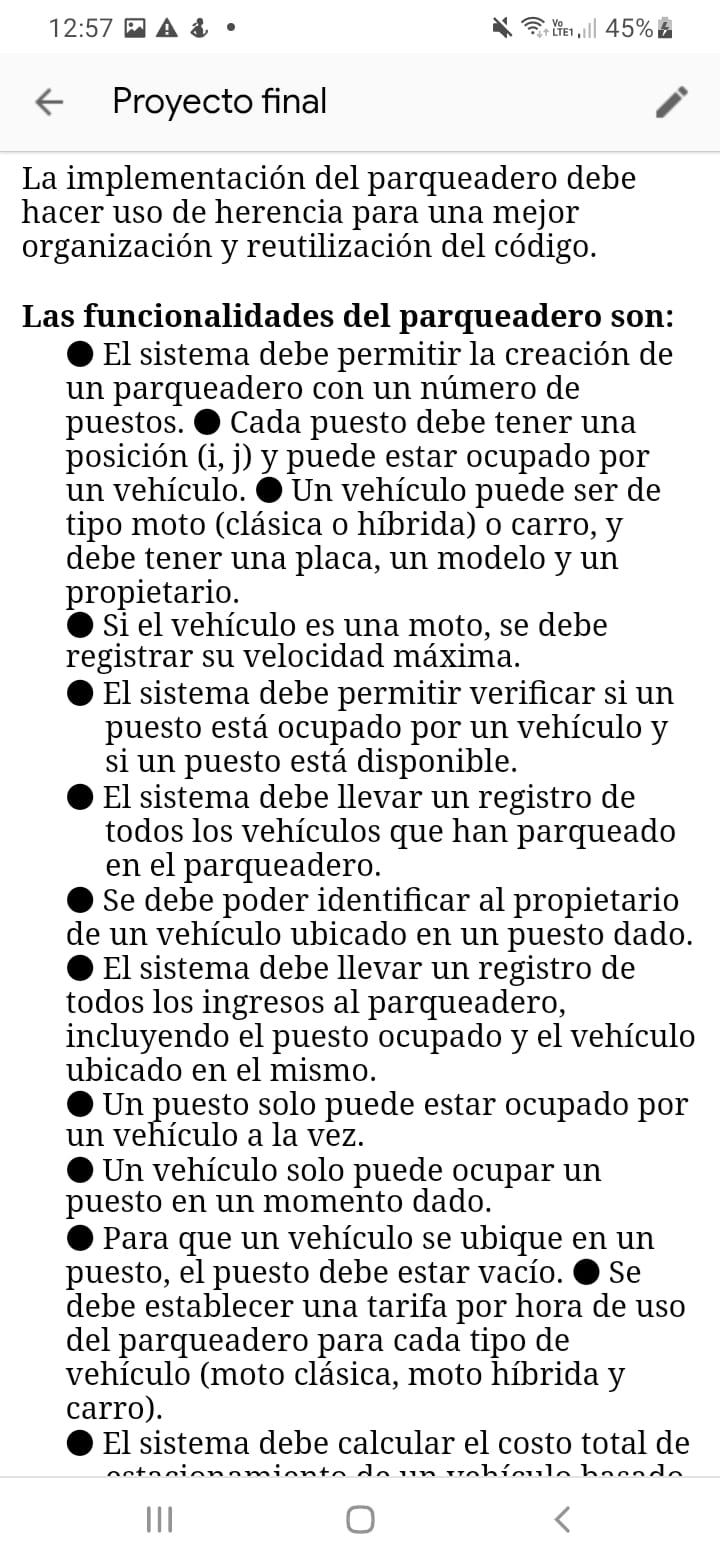 12:57
Vo
LTE1
45%
Proyecto final
La implementación del parqueadero debe
hacer uso de herencia para una mejor
organización y reutilización del código.
Las funcionalidades del parqueadero son:
● El sistema debe permitir la creación de
un parqueadero con un número de
puestos. ● Cada puesto debe tener una
posición (i, j) y puede estar ocupado por
un vehículo. ● Un vehículo puede ser de
tipo moto (clásica o híbrida) o carro, y
debe tener una placa, un modelo y un
propietario.
● Si el vehículo es una moto, se debe
registrar su velocidad máxima.
● El sistema debe permitir verificar si un
puesto está ocupado por un vehículo y
si un puesto está disponible.
● El sistema debe llevar un registro de
todos los vehículos que han parqueado
en el parqueadero.
● Se debe poder identificar al propietario
de un vehículo ubicado en un puesto dado.
● El sistema debe llevar un registro de
todos los ingresos al parqueadero,
incluyendo el puesto ocupado y el vehículo
ubicado en el mismo.
● Un puesto solo puede estar ocupado por
un vehículo a la vez.
● Un vehículo solo puede ocupar un
puesto en un momento dado.
● Para que un vehículo se ubique en un
puesto, el puesto debe estar vacío. ● Se
debe establecer una tarifa por hora de uso
del parqueadero para cada tipo de
vehículo (moto clásica, moto híbrida y
carro).
● El sistema debe calcular el costo total de
estacionamiento de un vehículo basado